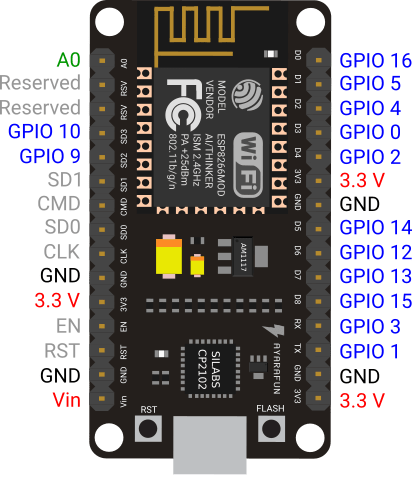 A0
Reserved
Reserved
GPIO 10
GPIO 9
SD1
CMD
SD0
CLK
GND
3.3 V
EN
RST
GND
Vin
A0
RSV
RSV
SD3
SD2
SD1
CMD
SD0
CLK
GND
3V3
EN
RST
GND
Vin
MODEL
VENDOR
ESP8266MOD
AI/THINKER
ISM 2.4GHz
PA +25dBm
802.11b/g/n
FC
Wi Fi
AM1117
SILABS
CP2102
AYARAFUN
RST
FLASH
D0
D1
D2
D3
D4
3V3
GND
D5
D6
D7
D8
RX
TX
GND
3V3
GPIO 16
GPIO 5
GPIO 4
GPIO 0
GPIO 2
3.3 V
GND
GPIO 14
GPIO 12
GPIO 13
GPIO 15
GPIO 3
GPIO 1
GND
3.3 V